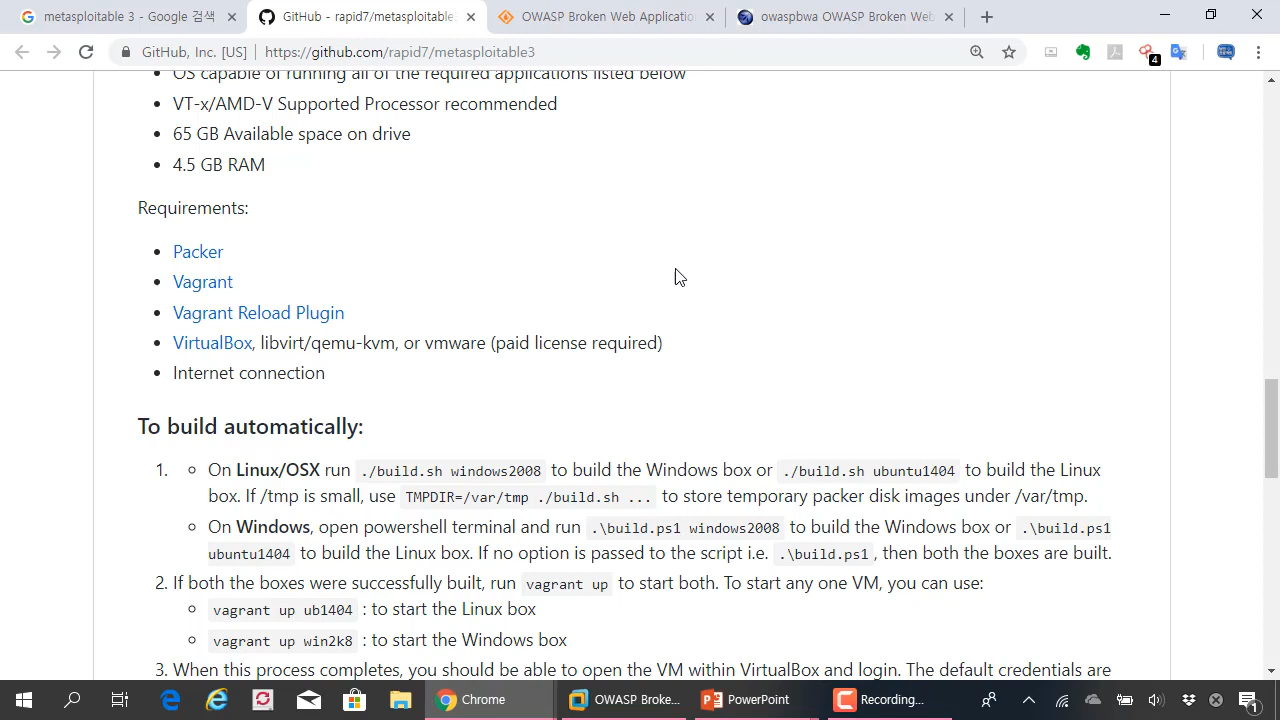 metasploitable 3 - Google 검색
GitHub - rapid7/metasploitable3
OWASP Broken Web Application
owaspbwa OWASP Broken Web
GitHub, Inc. [US] | https://github.com/rapid7/metasploitable3
4
OS capable of running all of the required applications listed below
VT-x/AMD-V Supported Processor recommended
65 GB Available space on drive
4.5 GB RAM
Requirements:
Packer
Vagrant
Vagrant Reload Plugin
VirtualBox, libvirt/qemu-kvm, or vmware (paid license required)
Internet connection
To build automatically:
1. On Linux/OSX run ./build.sh windows2008 to build the Windows box or ./build.sh ubuntu1404 to build the Linux
box. If /tmp is small, use TMPDIR=/var/tmp ./build.sh ... to store temporary packer disk images under /var/tmp.
On Windows, open powershell terminal and run .\build.ps1 windows2008 to build the Windows box or .\build.ps1
ubuntu1404 to build the Linux box. If no option is passed to the script i.e. .\build.ps1, then both the boxes are built.
2. If both the boxes were successfully built, run vagrant up to start both. To start any one VM, you can use:
vagrant up ub1404 : to start the Linux box
vagrant up win2k8 : to start the Windows box
3. When this process completes, you should be able to open the VM within VirtualBox and login. The default credentials are
Chrome
OWASP Broke...
PowerPoint
Recording...
1